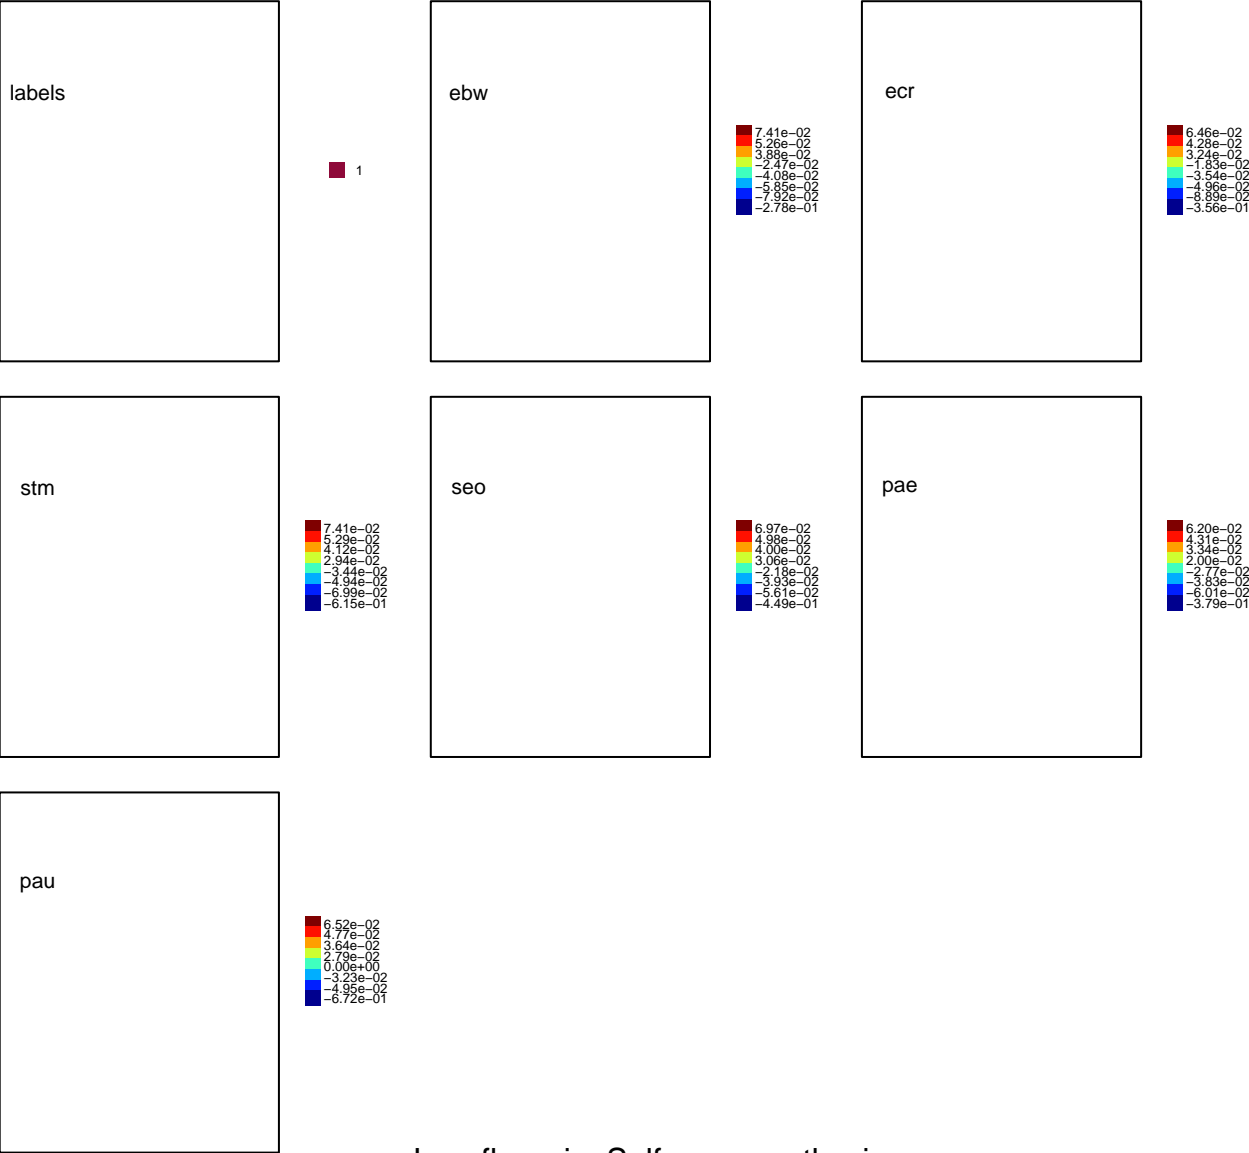 labels
1
ebw
7.41e−02
5.26e−02
3.88e−02
−2.47e−02
−4.08e−02
−5.85e−02
−7.92e−02
−2.78e−01
ecr
6.46e−02
4.28e−02
3.24e−02
−1.83e−02
−3.54e−02
−4.96e−02
−8.89e−02
−3.56e−01
stm
7.41e−02
5.29e−02
4.12e−02
2.94e−02
−3.44e−02
−4.94e−02
−6.99e−02
−6.15e−01
seo
6.97e−02
4.98e−02
4.00e−02
3.06e−02
−2.18e−02
−3.93e−02
−5.61e−02
−4.49e−01
pae
6.20e−02
4.31e−02
3.34e−02
2.00e−02
−2.77e−02
−3.83e−02
−6.01e−02
−3.79e−01
pau
6.52e−02
4.77e−02
3.64e−02
2.79e−02
0.00e+00
−3.23e−02
−4.95e−02
−6.72e−01